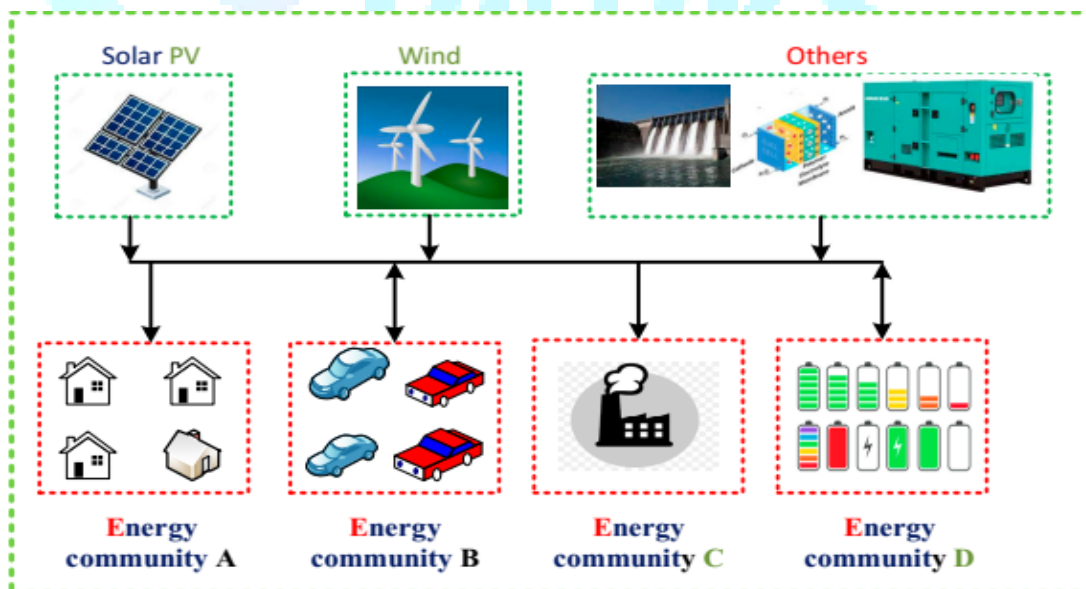 Solar PV
Wind
Others
Energy
community A
Energy
community B
Energy
community C
Energy
community D